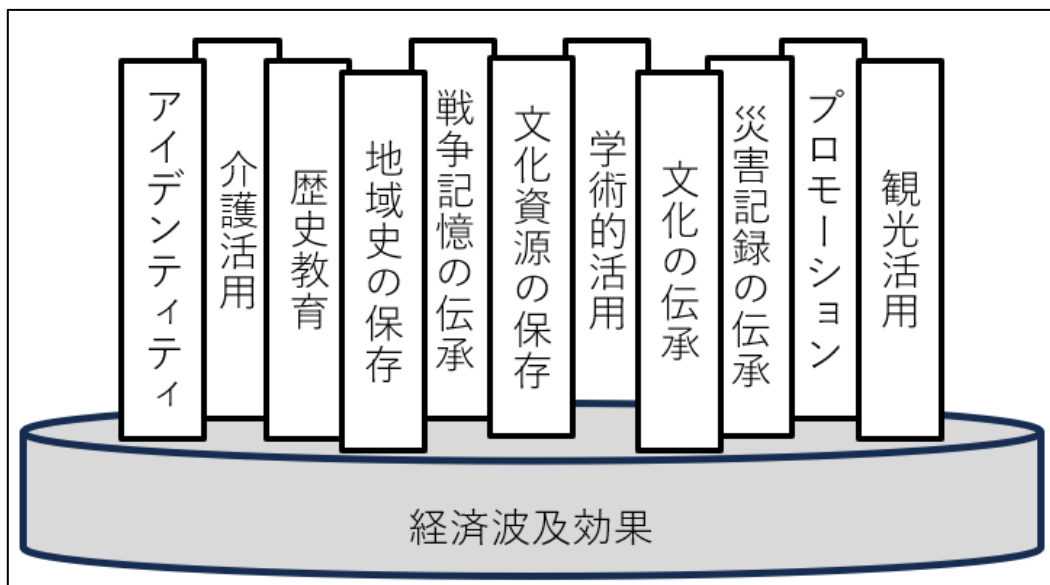 アイデンティティ
介護活用
歴史教育
地域史の保存
戦争記憶の伝承
文化資源の保存
学術的活用
文化の伝承
災害記録の伝承
プロモーション
観光活用
経済波及効果